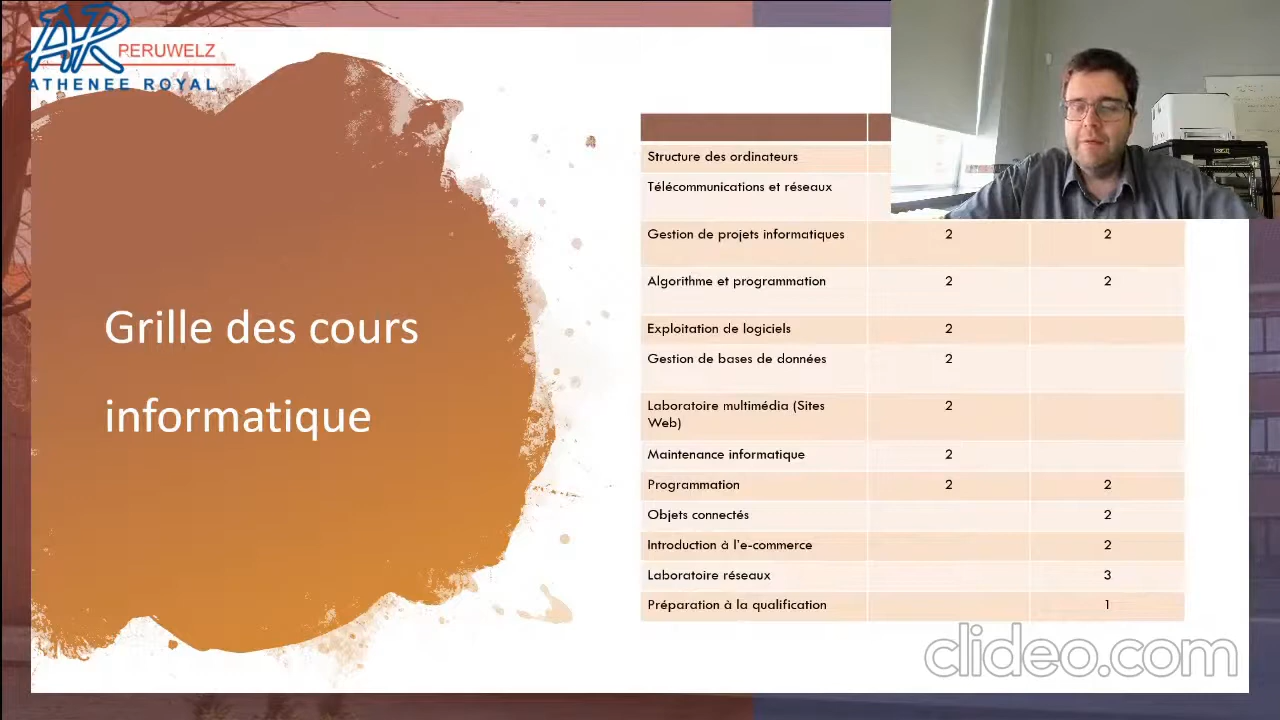 PERUWELZ
ATHENEE ROYAL
Grille des cours
informatique
Structure des ordinateurs
Télécommunications et réseaux
Gestion de projets informatiques 2 2
Algorithme et programmation 2 2
Exploitation de logiciels 2
Gestion de bases de données 2
Laboratoire multimédia (Sites
Web) 2
Maintenance informatique 2
Programmation 2 2
Objets connectés 2
Introduction à l'e-commerce 2
Laboratoire réseaux 3
Préparation à la qualification 1
clideo.com